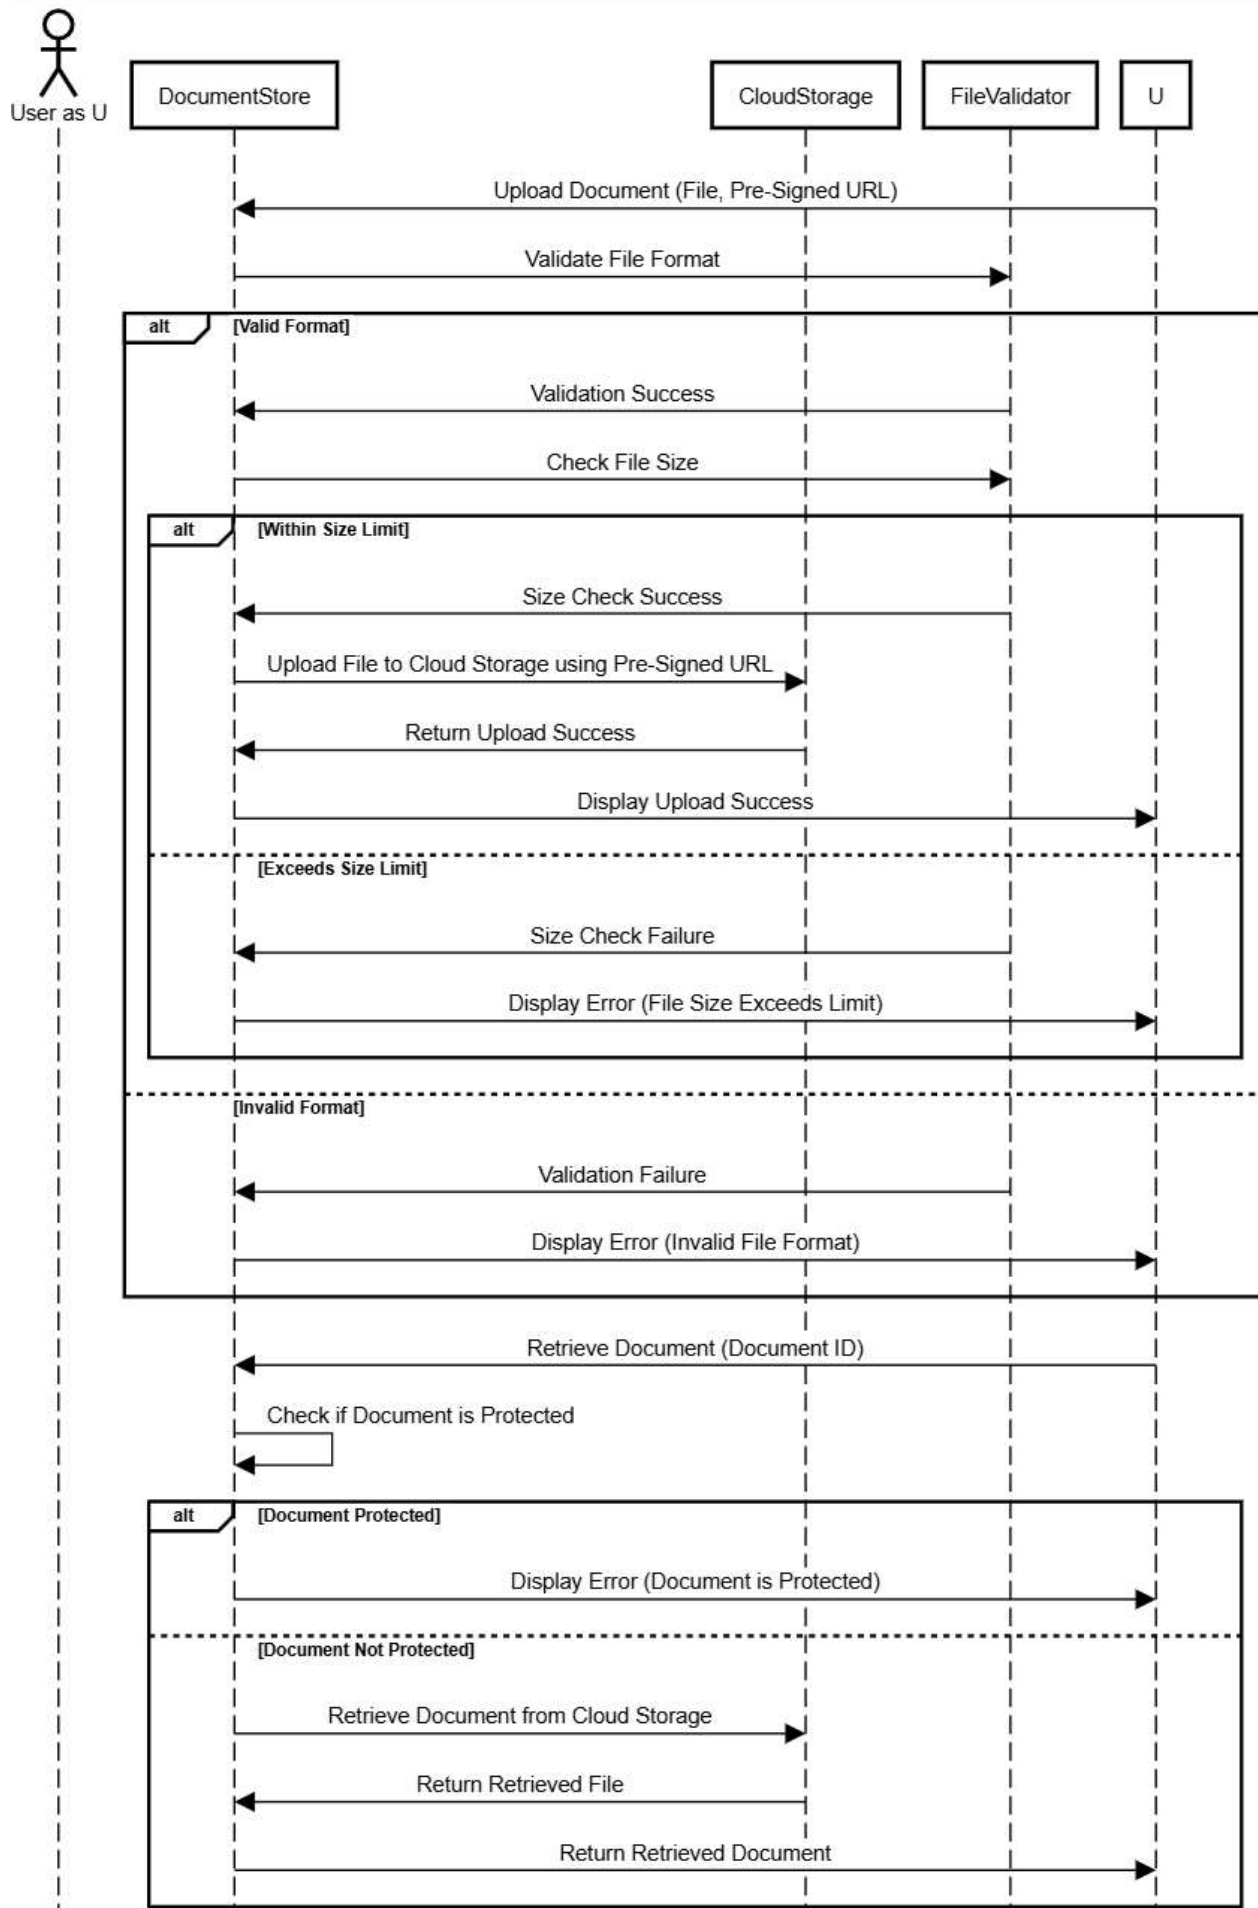 User as U
DocumentStore
CloudStorage
FileValidator
U
Upload Document (File, Pre-Signed URL)
Validate File Format
alt
[Valid Format]
Validation Success
Check File Size
alt
[Within Size Limit]
Size Check Success
Upload File to Cloud Storage using Pre-Signed URL
Return Upload Success
Display Upload Success
[Exceeds Size Limit]
Size Check Failure
Display Error (File Size Exceeds Limit)
[Invalid Format]
Validation Failure
Display Error (Invalid File Format)
Retrieve Document (Document ID)
Check if Document is Protected
alt
[Document Protected]
Display Error (Document is Protected)
[Document Not Protected]
Retrieve Document from Cloud Storage
Return Retrieved File
Return Retrieved Document